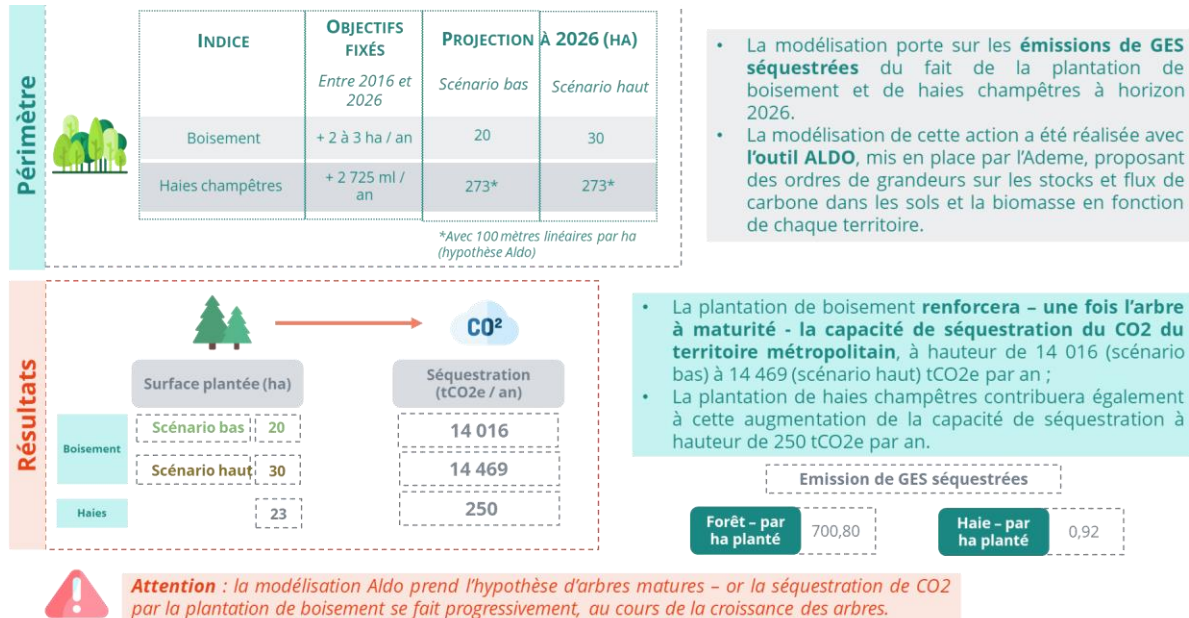 Périmètre
INDICE
OBJECTIFS
FIXÉS
PROJECTION À 2026 (HA)
Entre 2016 et
2026
Scénario bas
Scénario haut
Boisement
+ 2 à 3 ha / an
20
30
Haies champêtres
+ 2 725 ml /
an
273*
273*
*Avec 100 mètres linéaires par ha
(hypothèse Aldo)
• La modélisation porte sur les émissions de GES
séquestrées du fait de la plantation de
boisement et de haies champêtres à horizon
2026.
• La modélisation de cette action a été réalisée avec
l'outil ALDO, mis en place par l'Ademe, proposant
des ordres de grandeurs sur les stocks et flux de
carbone dans les sols et la biomasse en fonction
de chaque territoire.
Résultats
CO²
Surface plantée (ha)
Séquestration
(tCO2e / an)
Boisement
Scénario bas
20
14 016
Scénario haut
30
14 469
Haies
23
250
• La plantation de boisement renforcera – une fois l'arbre
à maturité - la capacité de séquestration du CO2 du
territoire métropolitain, à hauteur de 14 016 (scénario
bas) à 14 469 (scénario haut) tCO2e par an ;
• La plantation de haies champêtres contribuera également
à cette augmentation de la capacité de séquestration à
hauteur de 250 tCO2e par an.
Emission de GES séquestrées
Forêt – par
ha planté
700,80
Haie – par
ha planté
0,92
Attention : la modélisation Aldo prend l'hypothèse d'arbres matures – or la séquestration de CO2
par la plantation de boisement se fait progressivement, au cours de la croissance des arbres.